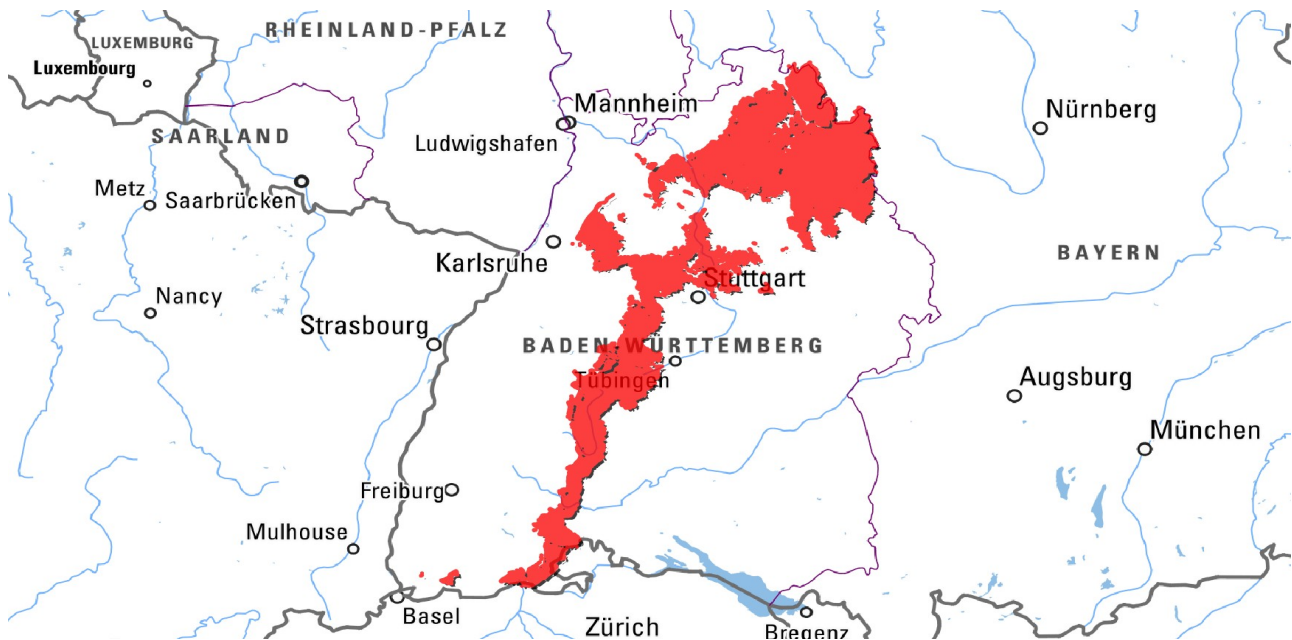 RHEINLAND-PFALZ
LUXEMBURG
Luxembourg
Mannheim
Nürnberg
SAARLAND
Ludwigshafen
Metz
Saarbrücken
Karlsruhe
BAYERN
Stuttgart
Nancy
Strasbourg
BADEN-WÜRTTEMBERG
Tübingen
Augsburg
München
Freiburg
Mulhouse
Basel
Zürich
Bregenz